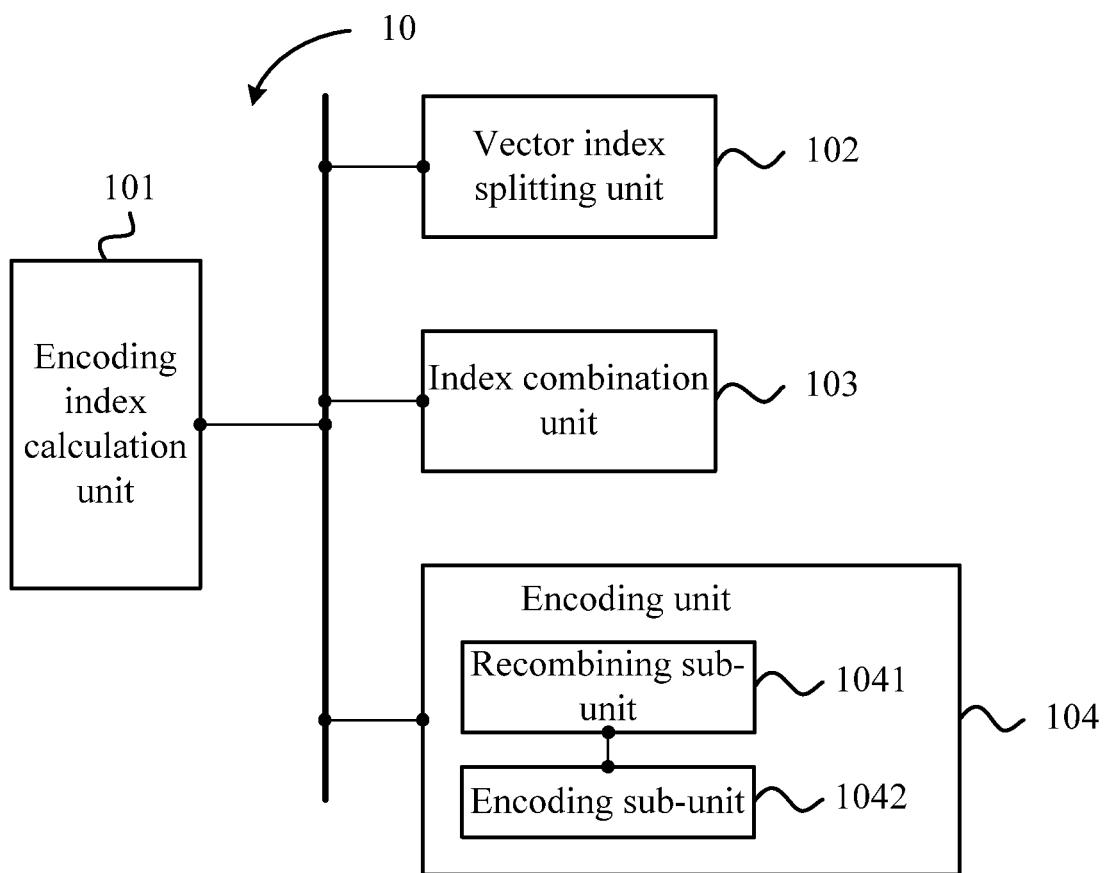 10
Vector index
splitting unit
102
101
Encoding
index
calculation
unit
Index combination
unit
103
Encoding unit
Recombining sub-
unit
1041
104
Encoding sub-unit
1042